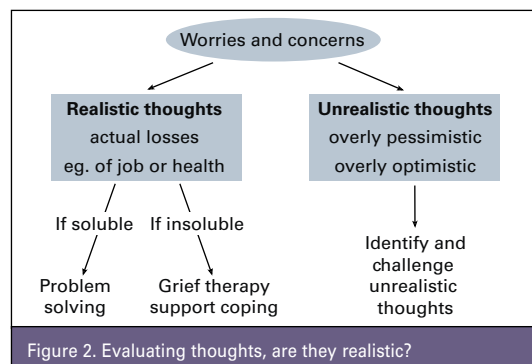 Worries and concerns
Realistic thoughts
actual losses
eg. of job or health
Unrealistic thoughts
overly pessimistic
overly optimistic
If soluble
If insoluble
Problem
solving
Grief therapy
support coping
Identify and
challenge
unrealistic
thoughts
Figure 2. Evaluating thoughts, are they realistic?